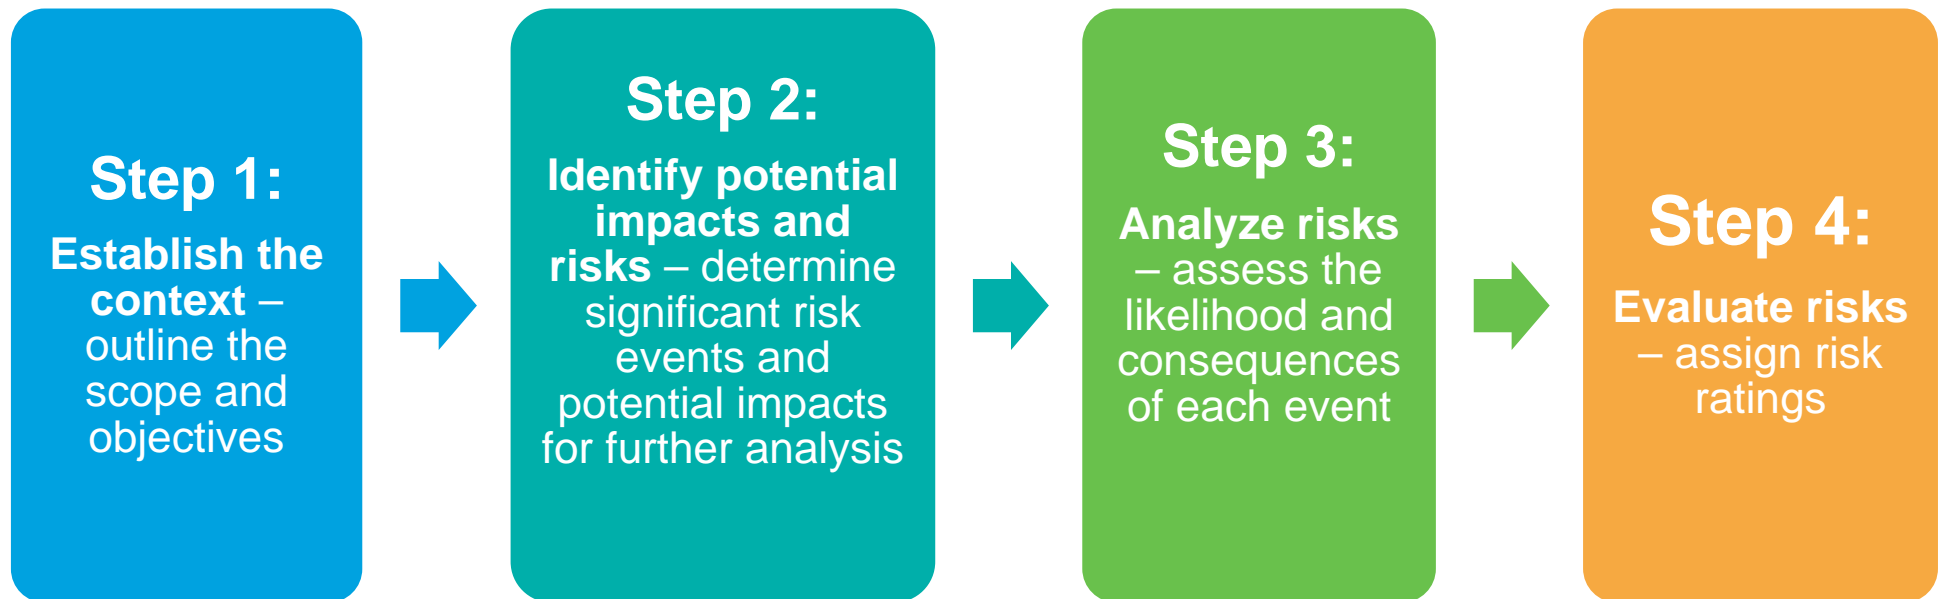 Step 1:
Establish the
context –
outline the
scope and
objectives
Step 2:
Identify potential
impacts and
risks – determine
significant risk
events and
potential impacts
for further analysis
Step 3:
Analyze risks
– assess the
likelihood and
consequences
of each event
Step 4:
Evaluate risks
– assign risk
ratings